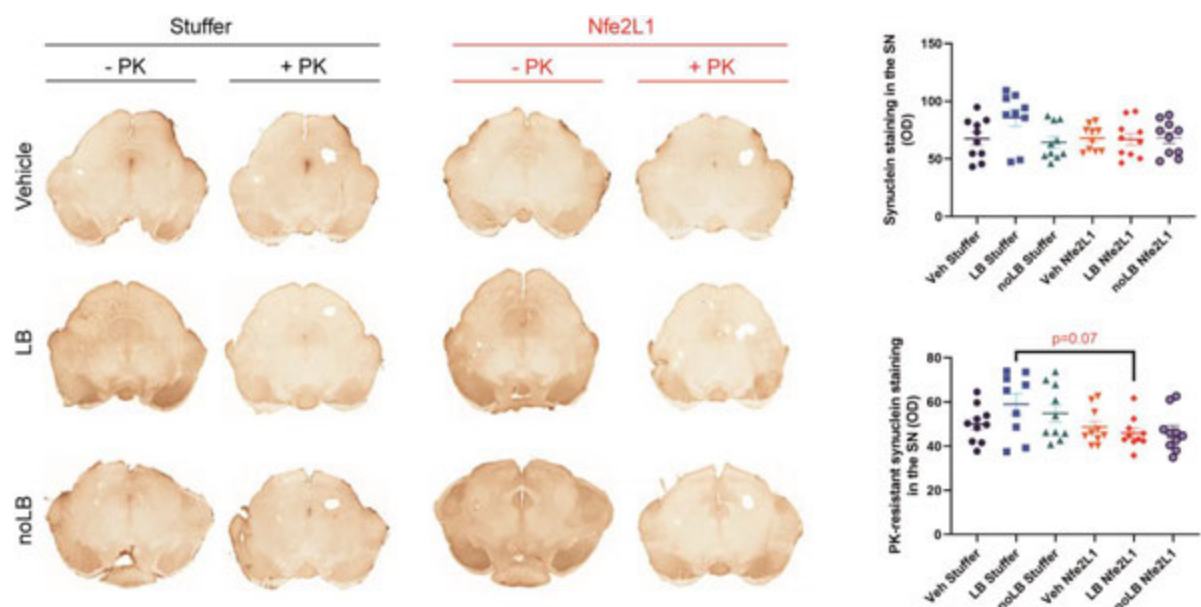 Stuffer
Nfe2L1
- PK
+ PK
- PK
+ PK
Vehicle
LB
noLB
Synuclein staining in the SN
(OD)
150
100
50
0
Veh Stuffer
LB Stuffer
noLB Stuffer
Veh Nfe2L1
LB Nfe2L1
noLB Nfe2L1
PK-resistant synuclein staining
in the SN (OD)
p=0.07
80
60
40
20
0
Veh Stuffer
LB Stuffer
noLB Stuffer
Veh Nfe2L1
LB Nfe2L1
noLB Nfe2L1